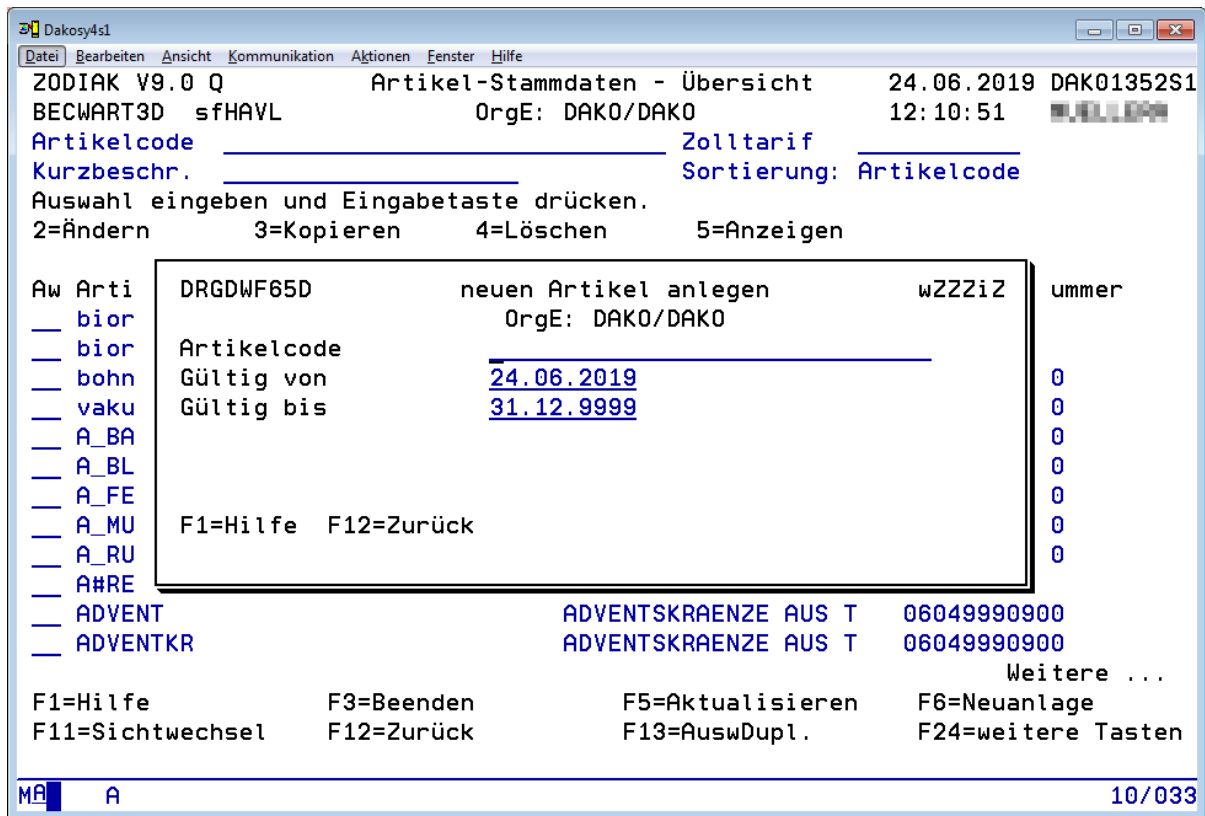 Dakosy4s1
Datei Bearbeiten Ansicht Kommunikation Aktionen Fenster Hilfe
ZODIAK V9.0 Q Artikel-Stammdaten - Übersicht 24.06.2019 DAK01352S1
BECWART3D sfHAVL OrgE: DAKO/DAKO 12:10:51
Artikelcode Zolltarif
Kurzbeschr. Sortierung: Artikelcode
Auswahl eingeben und Eingabetaste drücken.
2=Ändern 3=Kopieren 4=Löschen 5=Anzeigen
Aw Arti DRGDWF65D neuen Artikel anlegen wZZZiZ ummer
bior OrgE: DAKO/DAKO
bior Artikelcode
bohn Gültig von 24.06.2019 0
vaku Gültig bis 31.12.9999 0
A_BA 0
A_BL 0
A_FE 0
A_MU F1=Hilfe F12=Zurück 0
A_RU 0
A#RE
ADVENT ADVENTSKRAENZE AUS T 06049990900
ADVENTKR ADVENTSKRAENZE AUS T 06049990900
Weitere ...
F1=Hilfe F3=Beenden F5=Aktualisieren F6=Neuanlage
F11=Sichtwechsel F12=Zurück F13=AuswDupl. F24=weitere Tasten
MA A 10/033